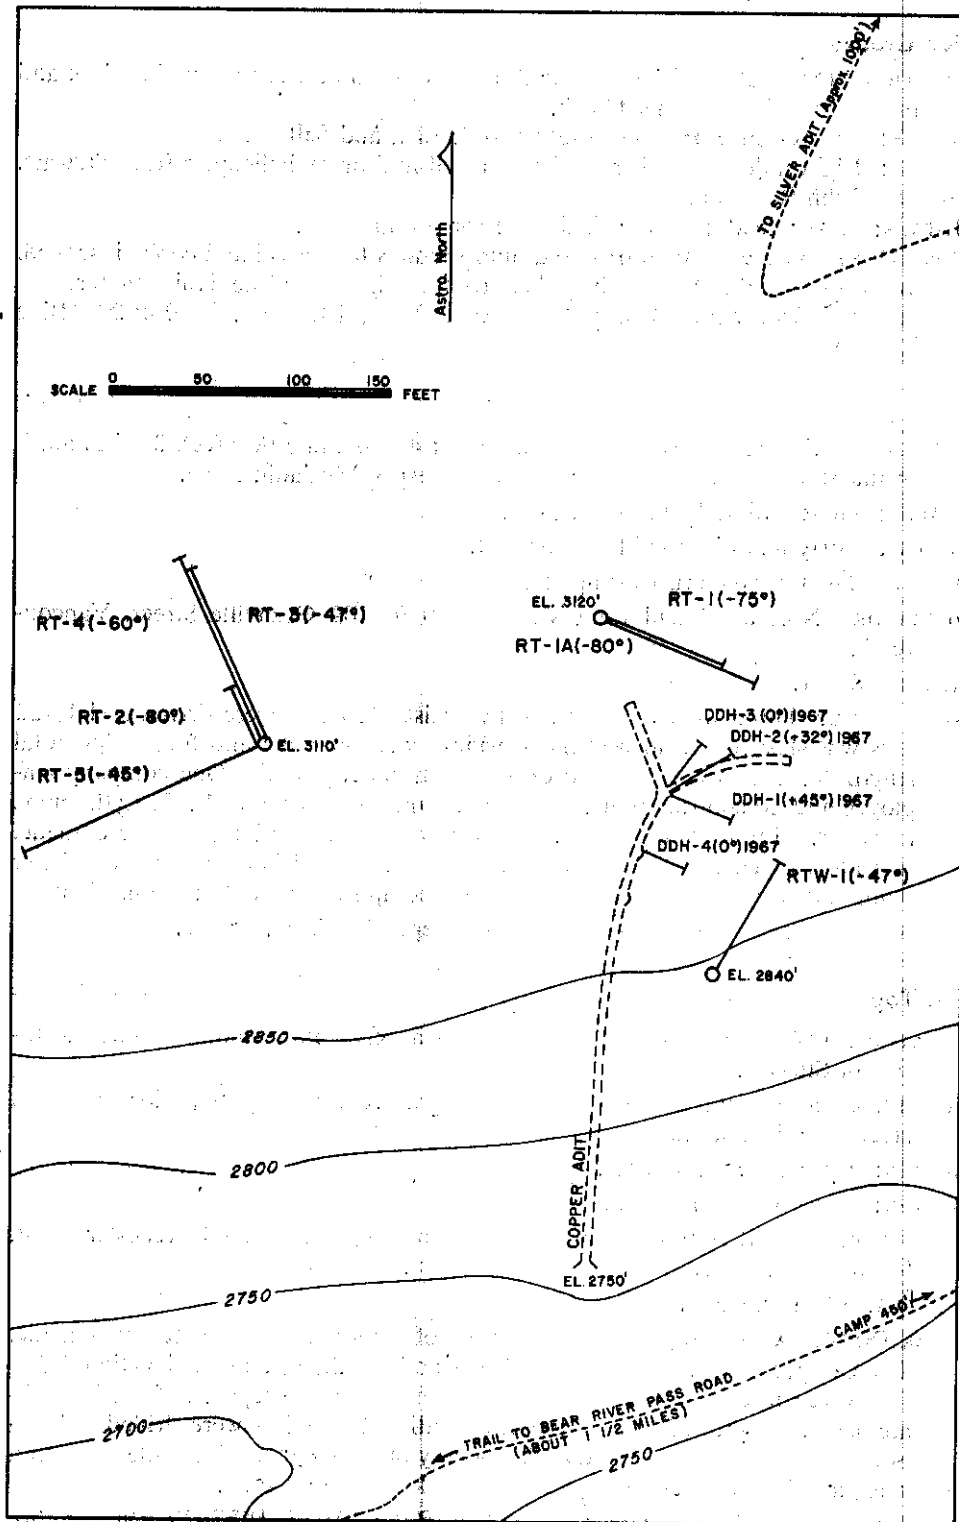 TO SILVER ADIT (Approx. 1000')
Astro. North
0 50 100 150
SCALE FEET
EL. 3120'
RT-1(-75°)
RT-1A(-80°)
RT-4(-60°)
RT-3(-47°)
RT-2(-80°)
EL. 3110'
RT-5(-45°)
DDH-3(0°)1967
DDH-2(+32°)1967
DDH-1(+45°)1967
DDH-4(0°)1967
RTW-1(-47°)
EL. 2840'
2850
2800
COPPER ADIT
EL. 2750'
2750
CAMP 450'
TRAIL TO BEAR RIVER PASS ROAD
(ABOUT 1 1/2 MILES)
2700
2750